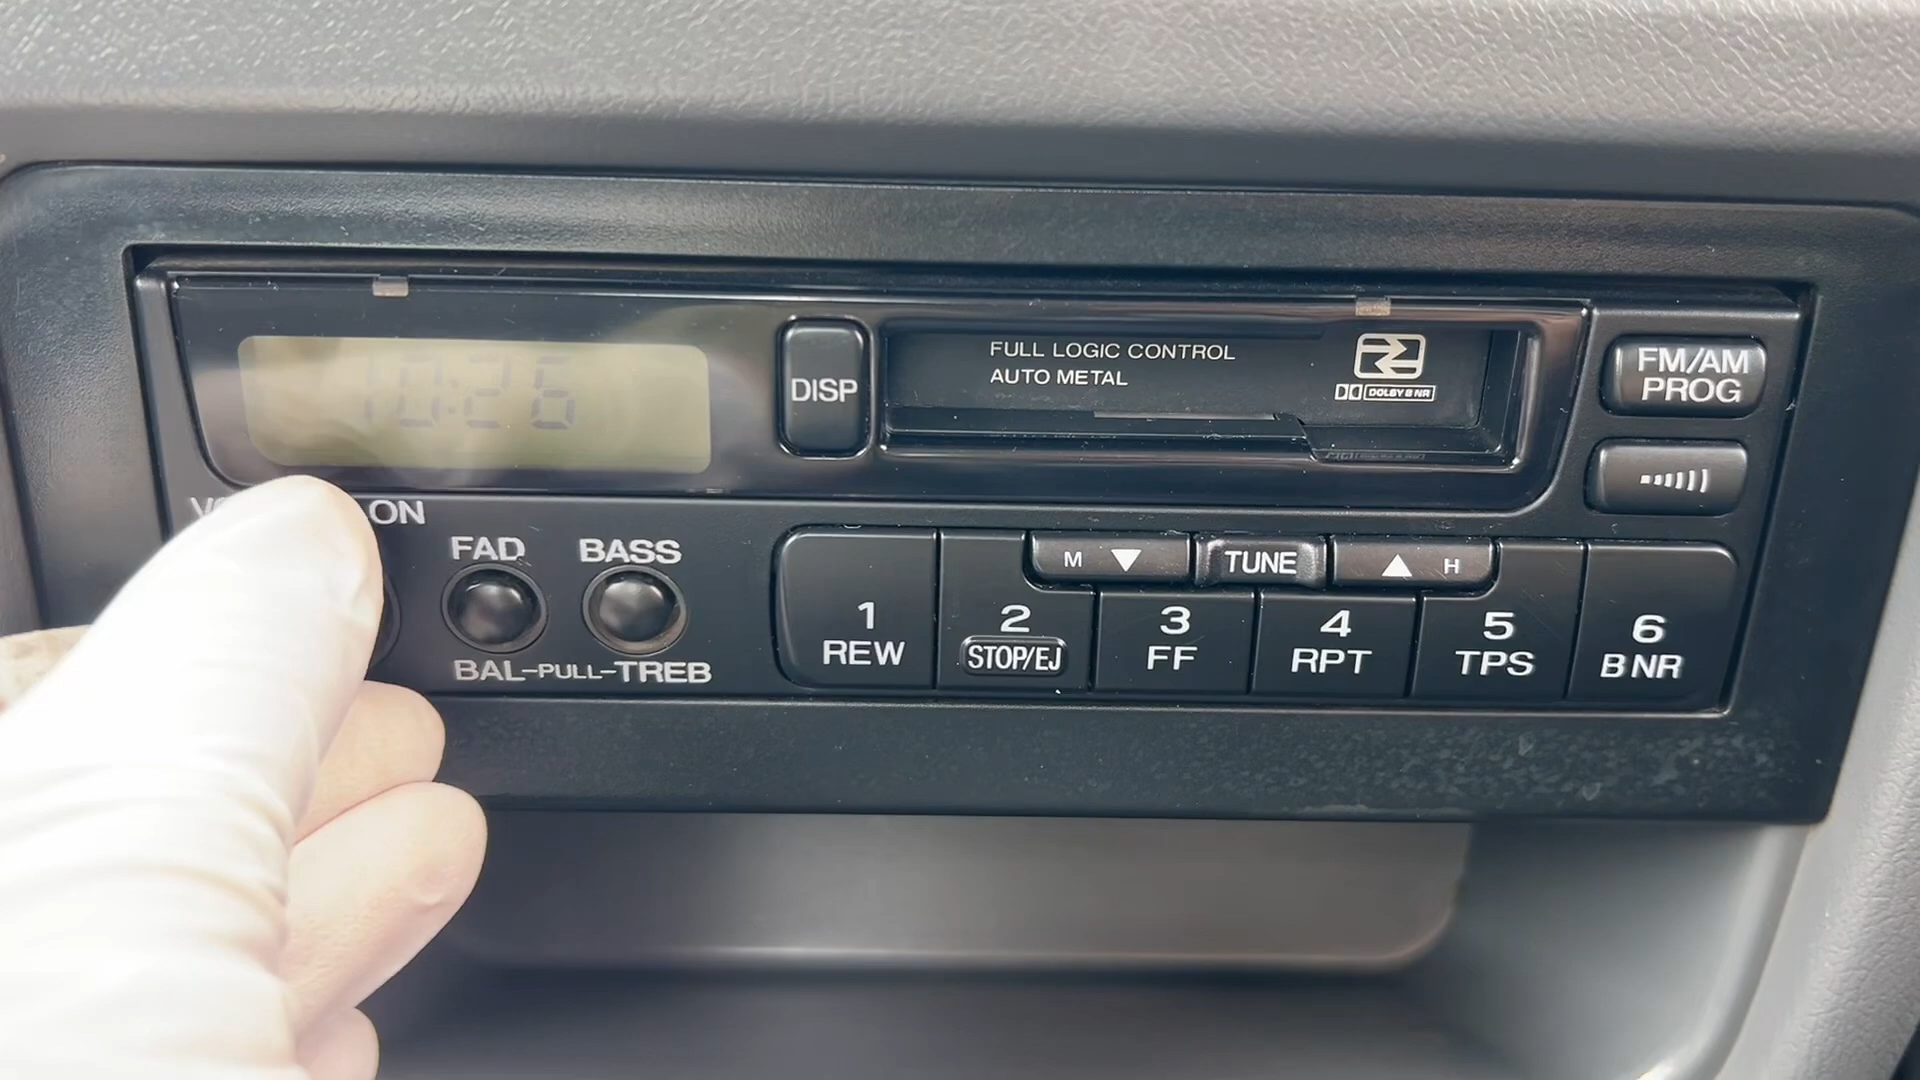 10:26
DISP
FULL LOGIC CONTROL
AUTO METAL
DOLBY B NR
FM/AM
PROG
ON
FAD
BASS
BAL-PULL-TREB
M
TUNE
H
1
REW
2
STOP/EJ
3
FF
4
RPT
5
TPS
6
B NR